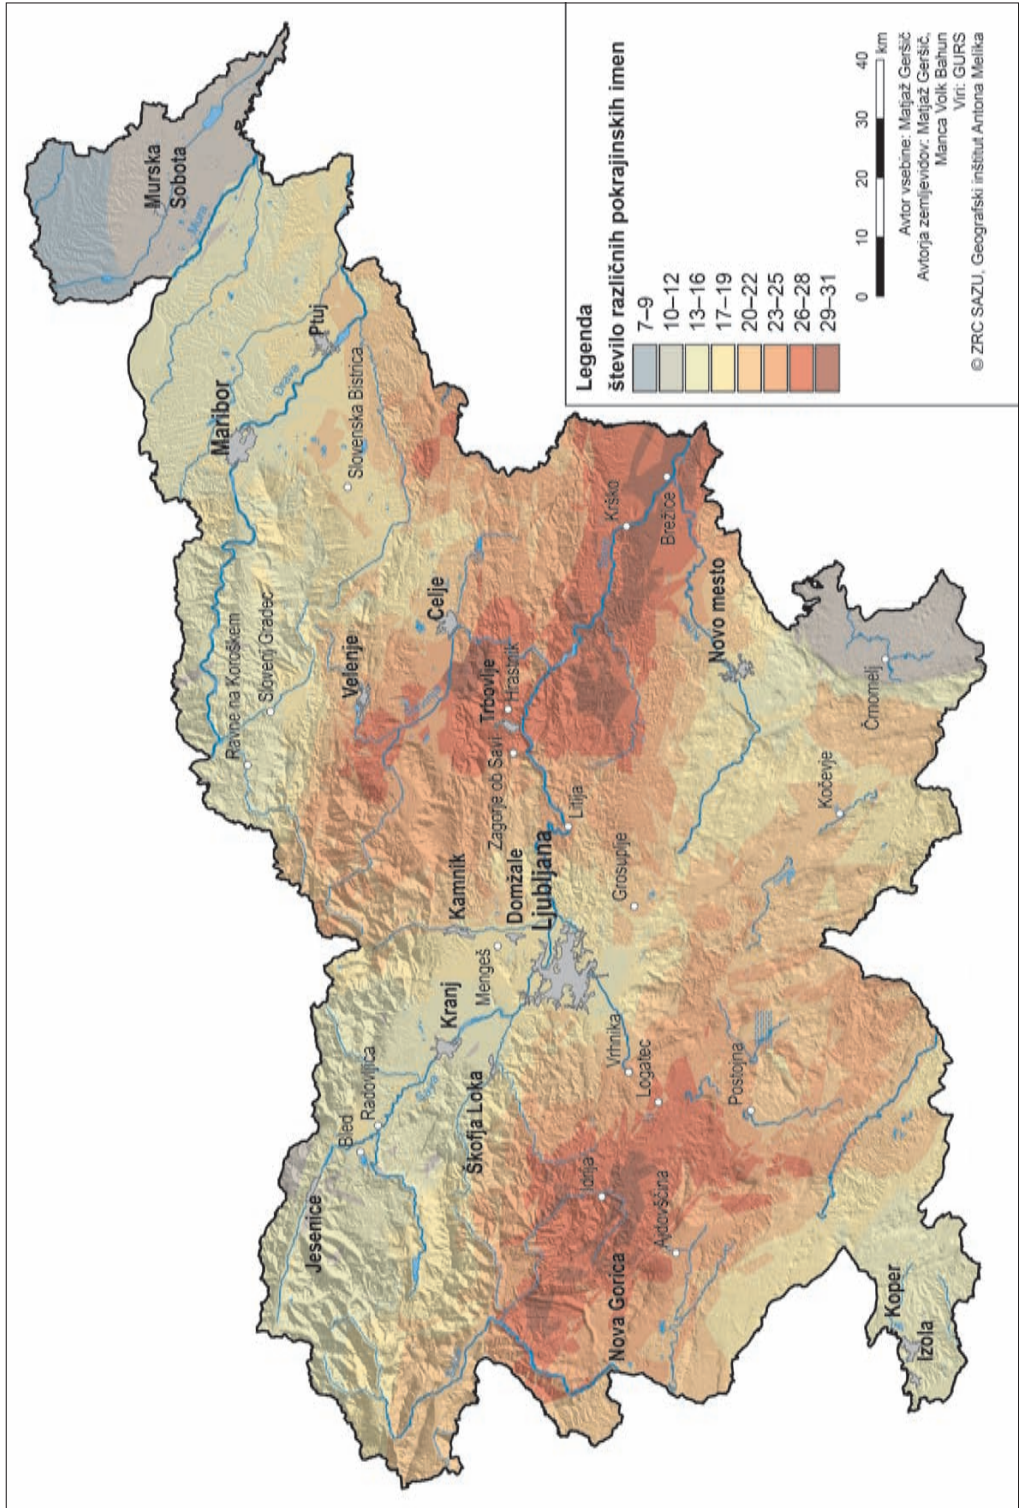 Legenda
število različnih pokrajinskih imen
7–9
10–12
13–16
17–19
20–22
23–25
26–28
29–31
0 10 20 30 40
km
Avtor vsebine: Matjaž Geršič
Avtorja zemljevidov: Matjaž Geršič,
Manca Volk Bahun
Viri: GURS
© ZRC SAZU, Geografski inštitut Antona Melika
Murska
Sobota
Mura
Maribor
Ptuj
Drava
Slovenska Bistrica
Ravne na Koroškem
Slovenj Gradec
Velenje
Celje
Jesenice
Bled
Radovljica
Kranj
Sava
Škofja Loka
Kamnik
Mengeš
Domžale
Ljubljana
Zagorje ob Savi
Trbovlje
Hrastnik
Litija
Krško
Brežice
Grosuplje
Novo mesto
Vrhnika
Logatec
Idrija
Nova Gorica
Ajdovščina
Postojna
Kočevje
Črnomelj
Koper
Izola